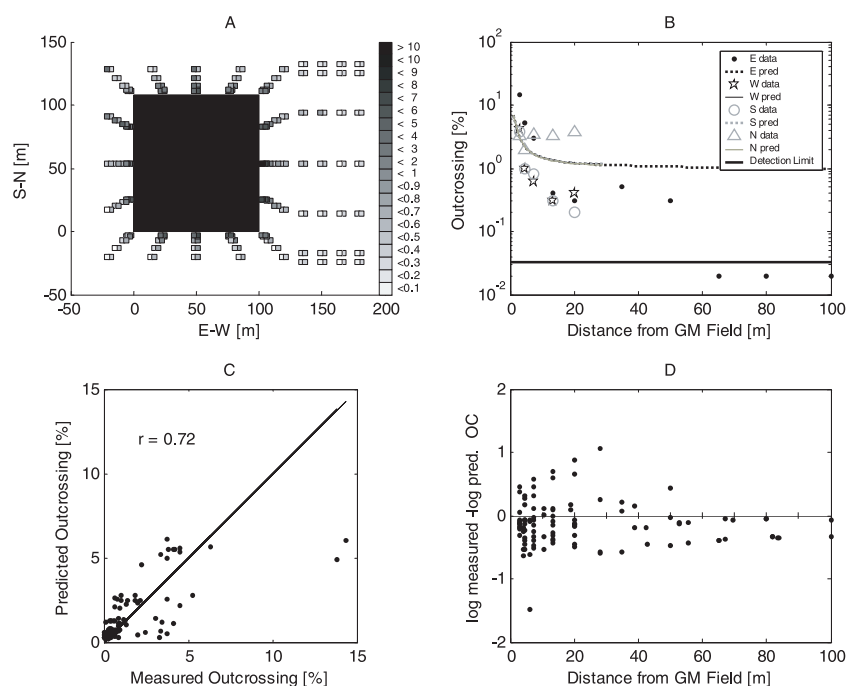 A
150
100
50
0
-50
S-N [m]
-50
0
50
100
150
200
E-W [m]
> 10
< 10
< 9
< 8
< 7
< 6
< 5
< 4
< 3
< 2
< 1
<0.9
<0.8
<0.7
<0.6
<0.5
<0.4
<0.3
<0.2
<0.1
B
10^2
10^1
10^0
10^-1
10^-2
Outcrossing [%]
0
20
40
60
80
100
Distance from GM Field [m]
E data
E pred
W data
W pred
S data
S pred
N data
N pred
Detection Limit
C
15
10
5
0
Predicted Outcrossing [%]
r = 0.72
0
5
10
15
Measured Outcrossing [%]
D
2
1
0
-1
-2
log measured -log pred. OC
0
20
40
60
80
100
Distance from GM Field [m]